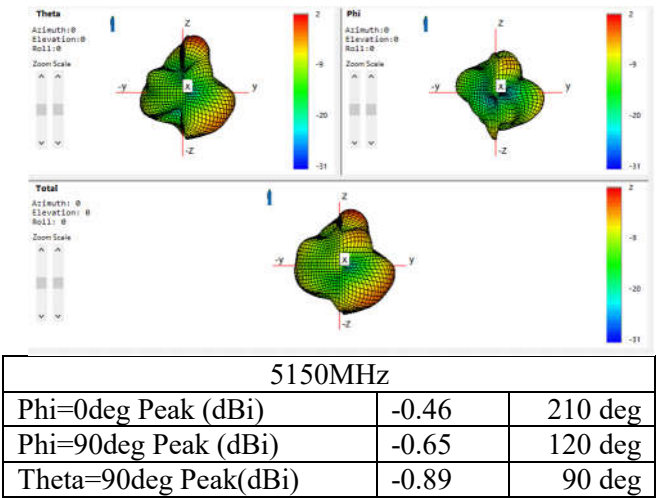 Theta
Azimuth:0
Elevation:0
Roll:0
Zoom Scale
Z
-y
X
y
-Z
2
-9
-20
-31
Phi
Azimuth:0
Elevation:0
Roll:0
Zoom Scale
Z
-y
X
y
-Z
2
-9
-20
-31
Total
Azimuth: 0
Elevation: 0
Roll: 0
Zoom Scale
Z
-y
X
y
-Z
2
-9
-20
-31
5150MHz
Phi=0deg Peak (dBi) -0.46 210 deg
Phi=90deg Peak (dBi) -0.65 120 deg
Theta=90deg Peak(dBi) -0.89 90 deg